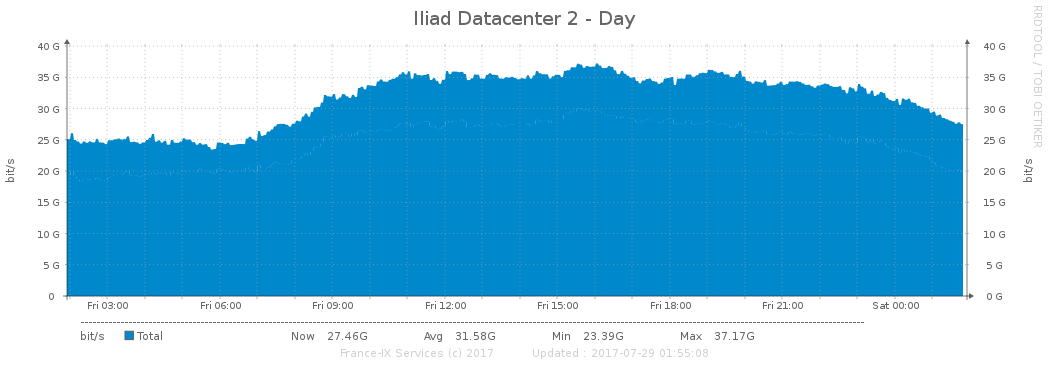 Iliad Datacenter 2 - Day
RRDTOOL / TOBI OETIKER
40 G 40 G
35 G 35 G
30 G 30 G
25 G 25 G
20 G 20 G
15 G 15 G
10 G 10 G
5 G 5 G
0 0 G
bit/s bit/s
Fri 03:00 Fri 06:00 Fri 09:00 Fri 12:00 Fri 15:00 Fri 18:00 Fri 21:00 Sat 00:00
bit/s Total Now 27.46G Avg 31.58G Min 23.39G Max 37.17G
France-IX Services (c) 2017 Updated : 2017-07-29 01:55:08